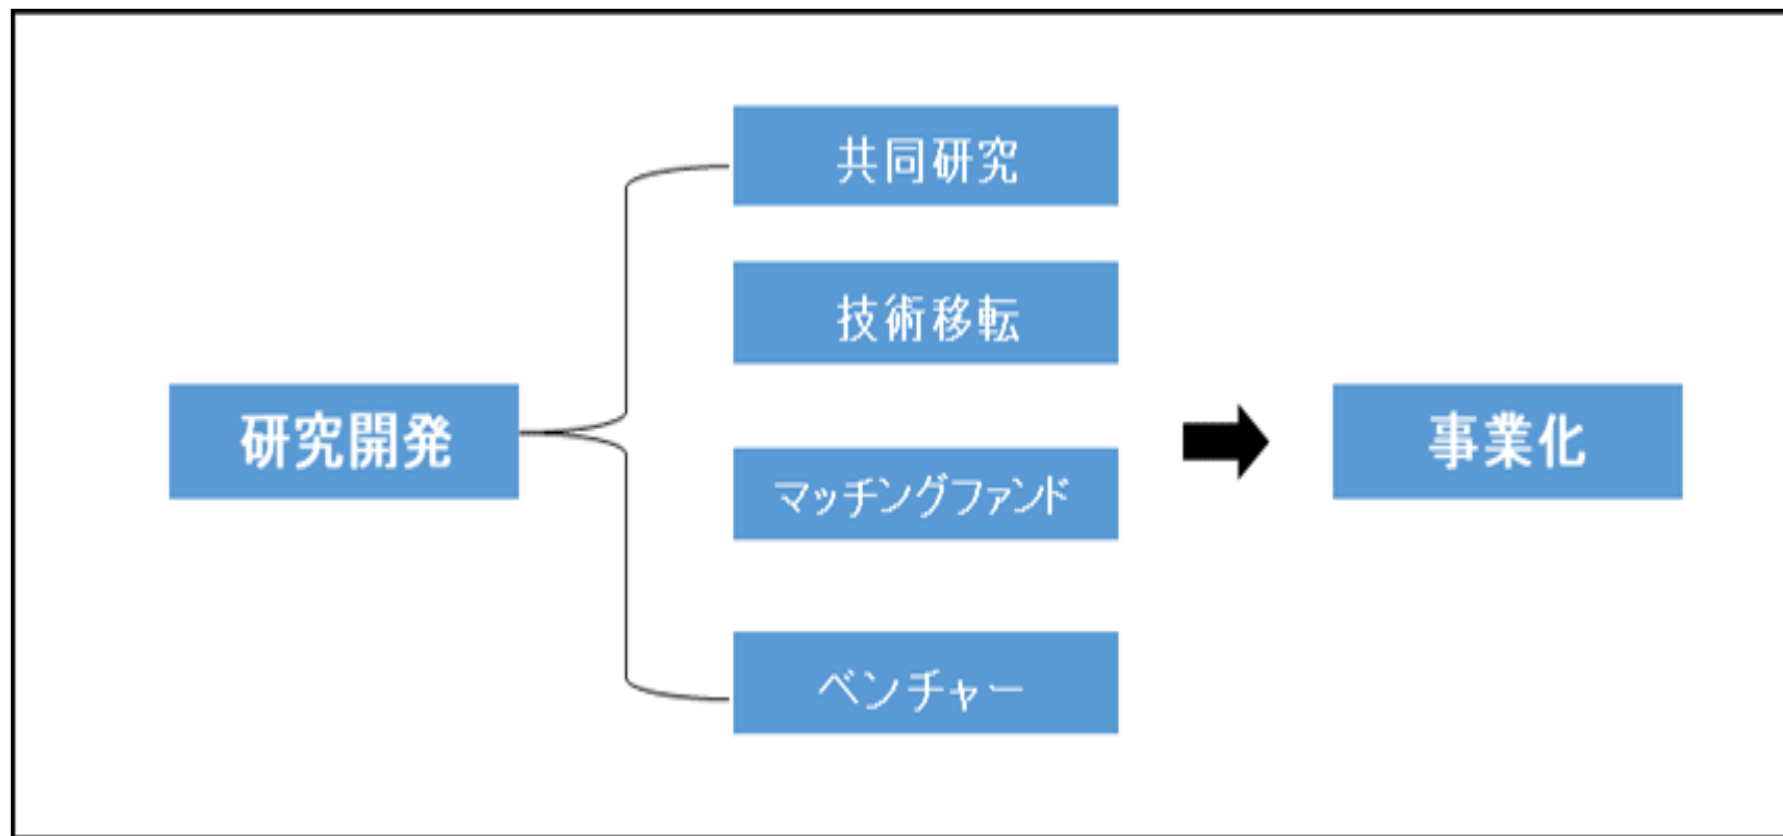 共同研究
技術移転
研究開発
マッチングファンド
事業化
ベンチャー